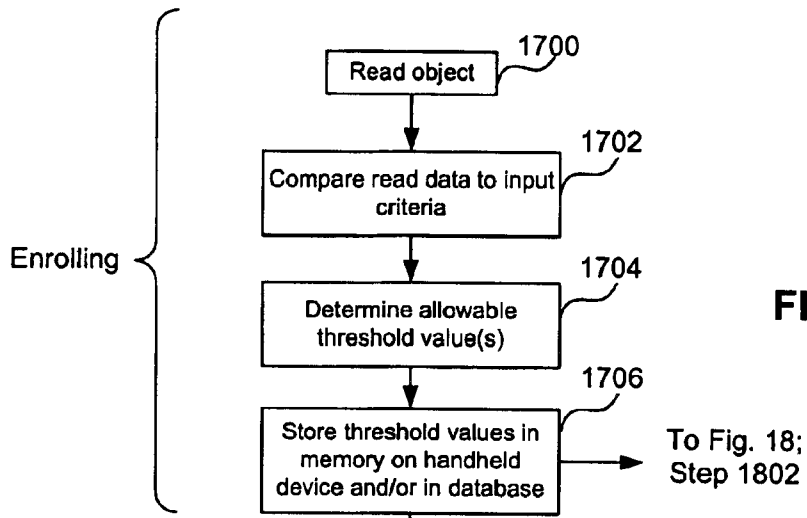 1700
Read object
1702
Compare read data to input
criteria
Enrolling
1704
Determine allowable
threshold value(s)
1706
Store threshold values in
memory on handheld
device and/or in database
To Fig. 18;
Step 1802